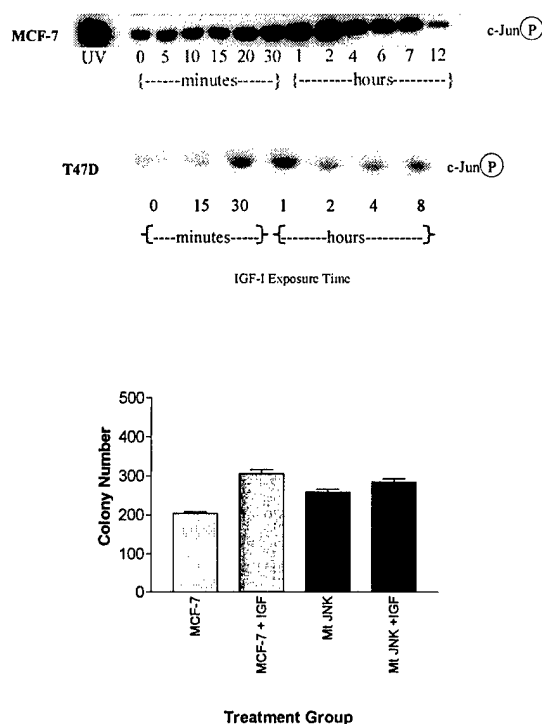 MCF-7 c-Jun P
UV 0 5 10 15 20 30 1 2 4 6 7 12
{-----minutes-----} {-------hours-------}
T47D c-Jun P
0 15 30 1 2 4 8
{-----minutes----} {-------hours-------}
IGF-I Exposure Time
500
400
300
200
100
0
Colony Number
MCF-7
MCF-7 + IGF
Mt JNK
Mt JNK +IGF
Treatment Group